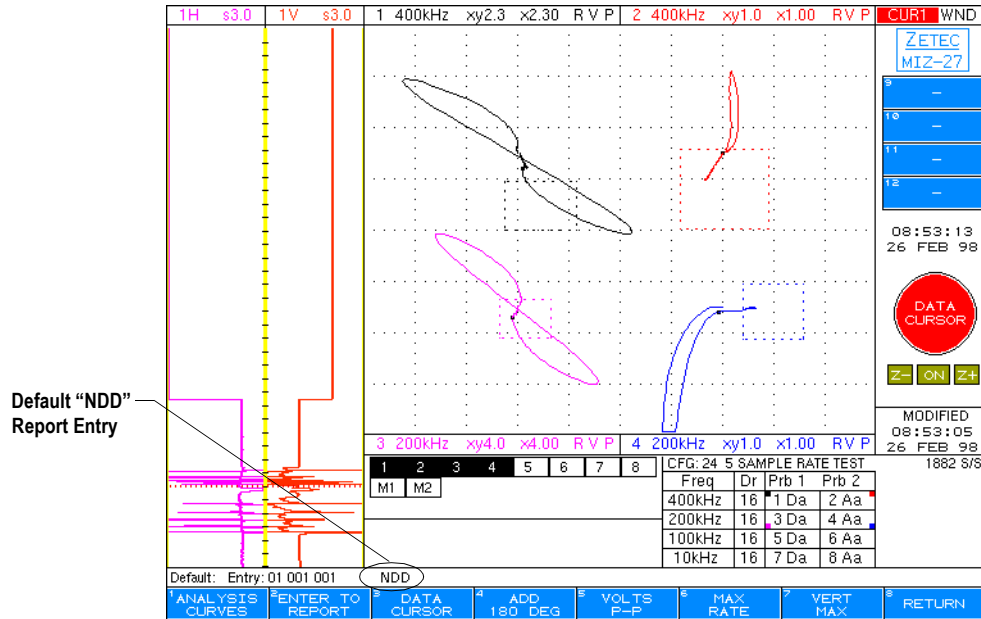 1H s3.0 1V s3.0 1 400kHz xy2.3 x2.30 R V P 2 400kHz xy1.0 x1.00 R V P CUR1 WND
ZETEC
MIZ-27
9 -
10 -
11 -
12 -
08:53:13
26 FEB 98
DATA
CURSOR
Z- ON Z+
MODIFIED
08:53:05
26 FEB 98
1882 S/S
Default “NDD”
Report Entry
3 200kHz xy4.0 x4.00 R V P 4 200kHz xy1.0 x1.00 R V P
1 2 3 4 5 6 7 8
M1 M2
CFG: 24 5 SAMPLE RATE TEST
Freq Dr Prb 1 Prb 2
400kHz 16 1 Da 2 Aa
200kHz 16 3 Da 4 Aa
100kHz 16 5 Da 6 Aa
10kHz 16 7 Da 8 Aa
Default: Entry: 01 001 001 NDD
1 ANALYSIS CURVES
2 ENTER TO REPORT
3 DATA CURSOR
4 ADD 180 DEG
5 VOLTS P-P
6 MAX RATE
7 VERT MAX
8 RETURN